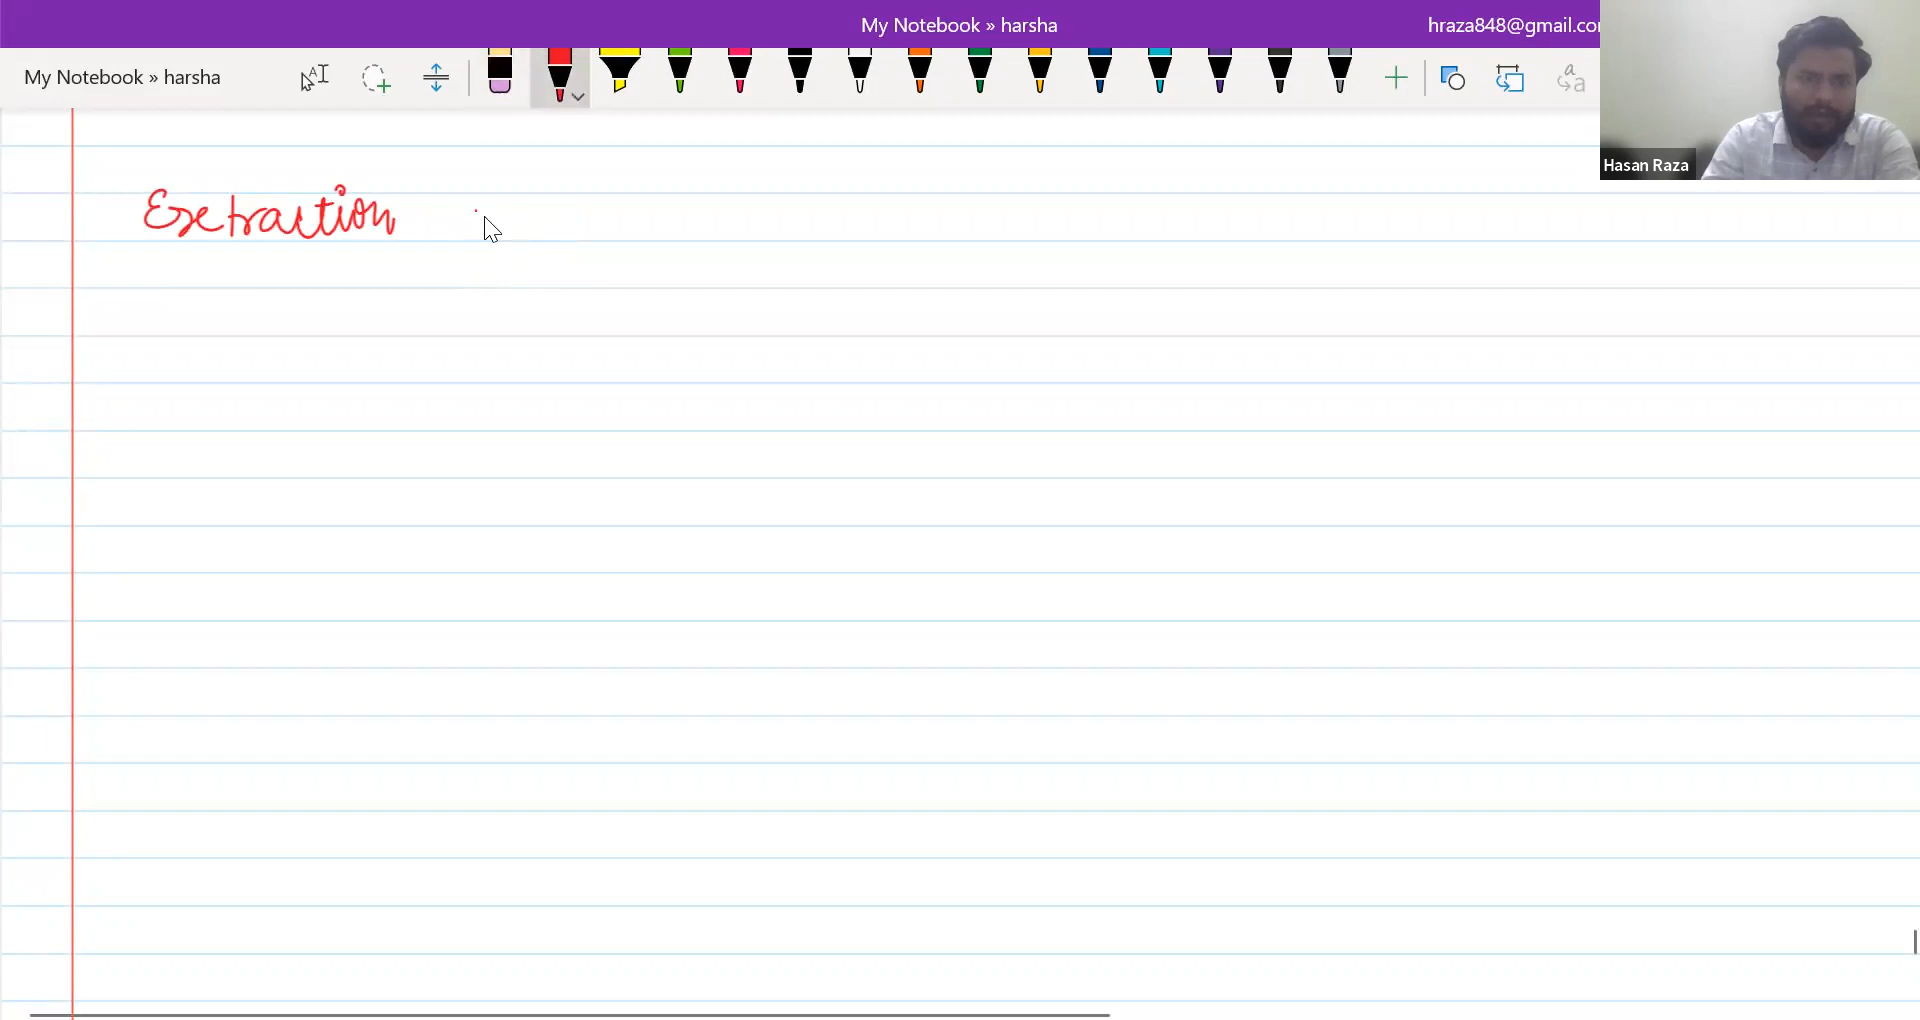 My Notebook » harsha
hraza848@gmail.co
My Notebook » harsha
Hasan Raza
Extraction